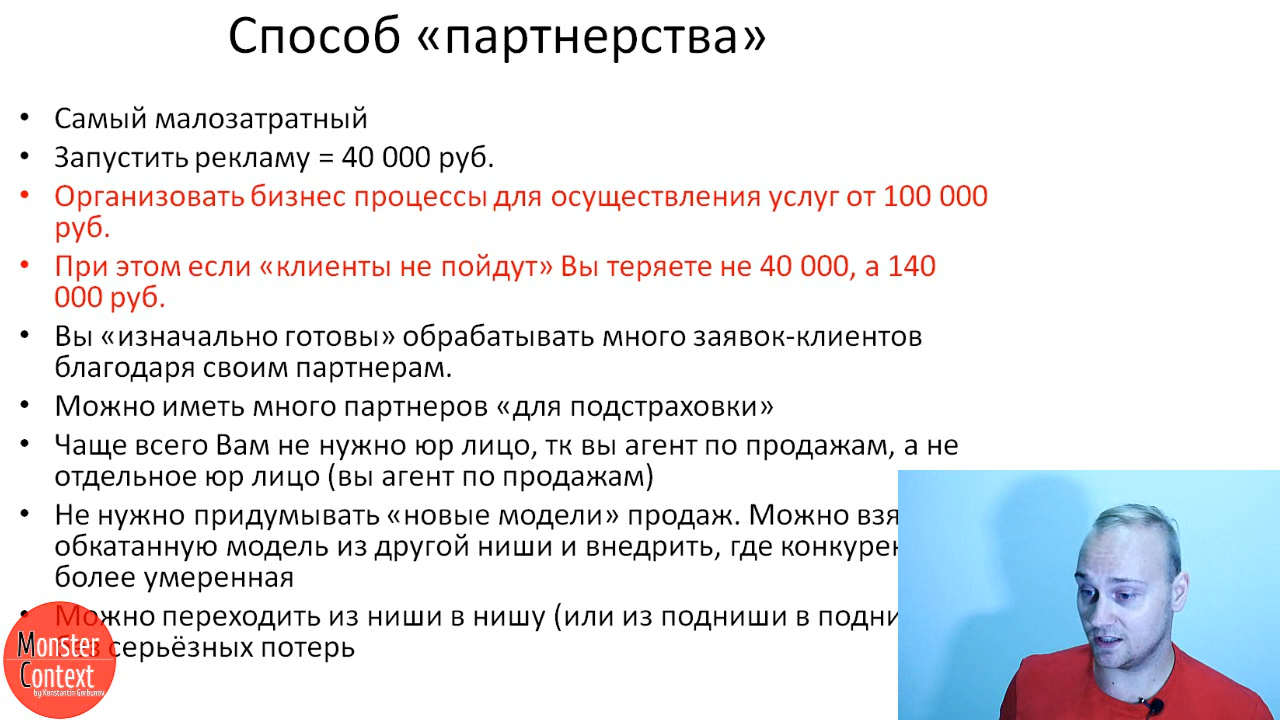 Способ «партнерства»
• Самый малозатратный
• Запустить рекламу = 40 000 руб.
• Организовать бизнес процессы для осуществления услуг от 100 000
руб.
• При этом если «клиенты не пойдут» Вы теряете не 40 000, а 140
000 руб.
• Вы «изначально готовы» обрабатывать много заявок-клиентов
благодаря своим партнерам.
• Можно иметь много партнеров «для подстраховки»
• Чаще всего Вам не нужно юр лицо, тк вы агент по продажам, а не
отдельное юр лицо (вы агент по продажам)
• Не нужно придумывать «новые модели» продаж. Можно
обкатанную модель из другой ниши и внедрить, где
более умеренная
• Можно переходить из ниши в нишу (или из подниши в
серьёзных потерь
Monster
Context
by Konstantin Gorbunov